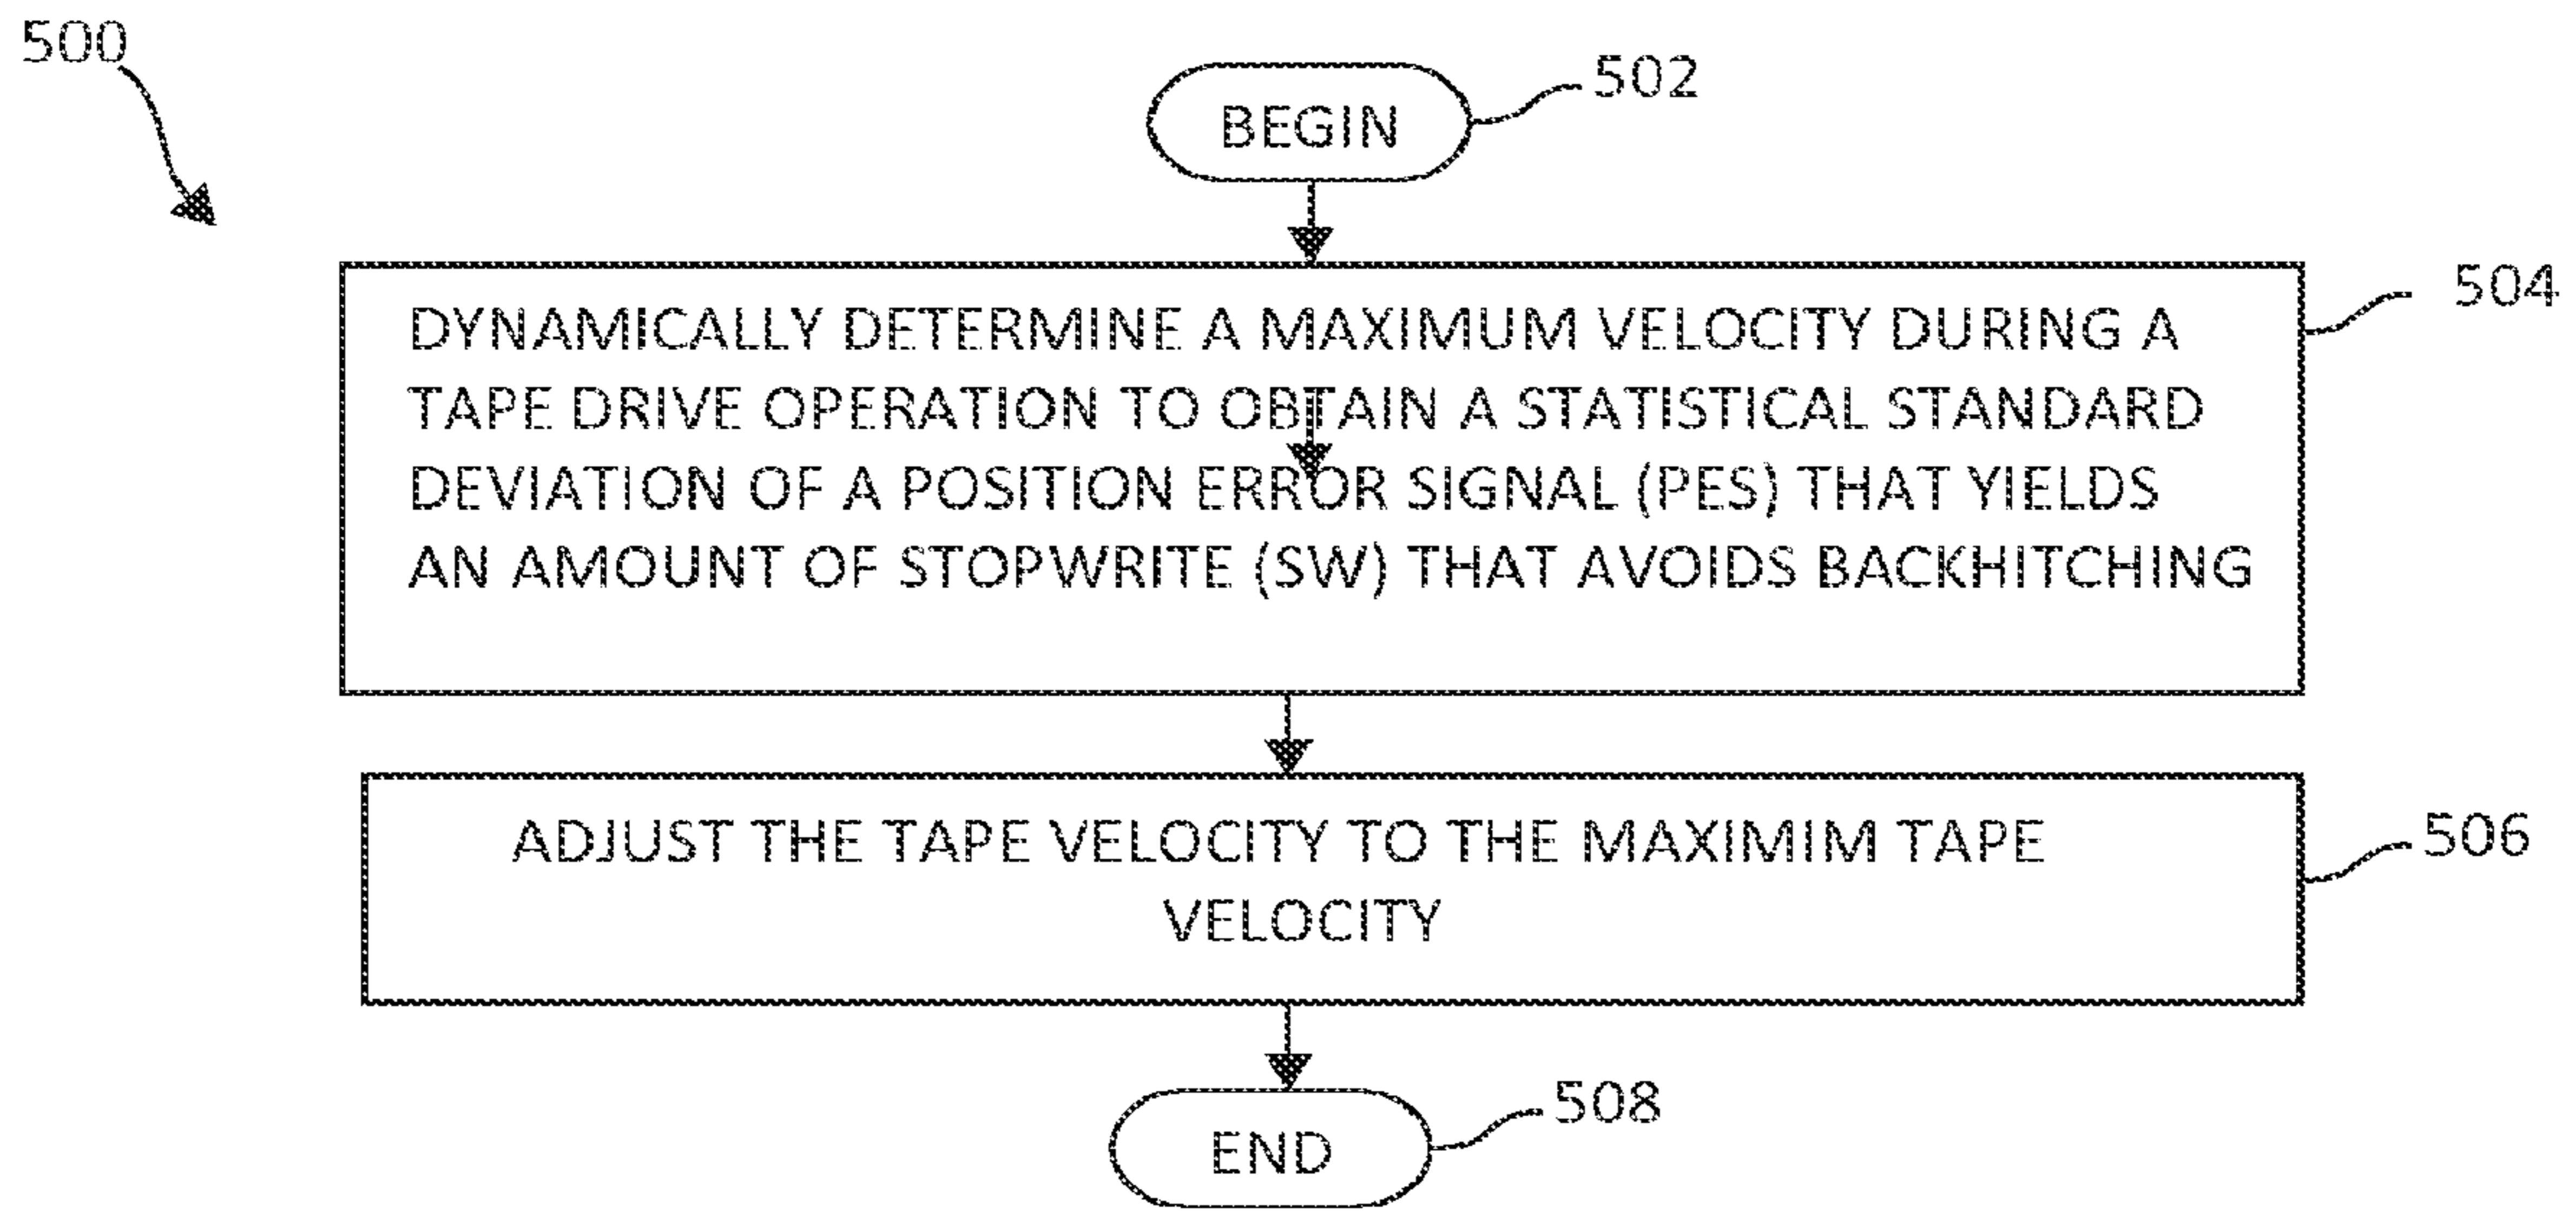 500
BEGIN
502
504
DYNAMICALLY DETERMINE A MAXIMUM VELOCITY DURING A
TAPE DRIVE OPERATION TO OBTAIN A STATISTICAL STANDARD
DEVIATION OF A POSITION ERROR SIGNAL (PES) THAT YIELDS
AN AMOUNT OF STOPWRITE (SW) THAT AVOIDS BACKHITCHING
506
ADJUST THE TAPE VELOCITY TO THE MAXIMIM TAPE
VELOCITY
508
END